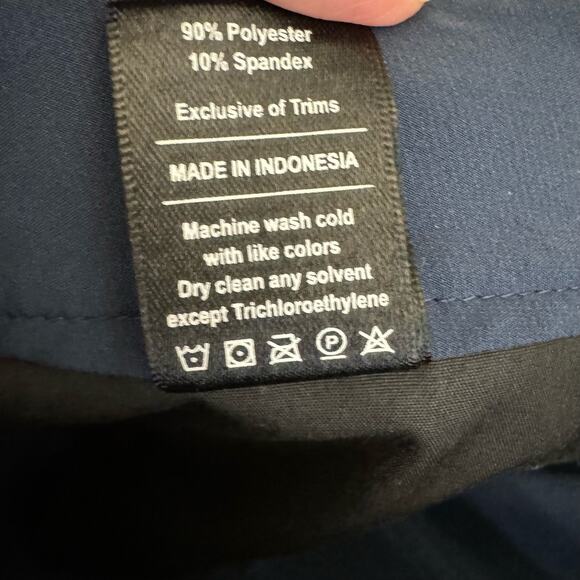 90% Polyester
10% Spandex
Exclusive of Trims
MADE IN INDONESIA
Machine wash cold
with like colors
Dry clean any solvent
except Trichloroethylene
P